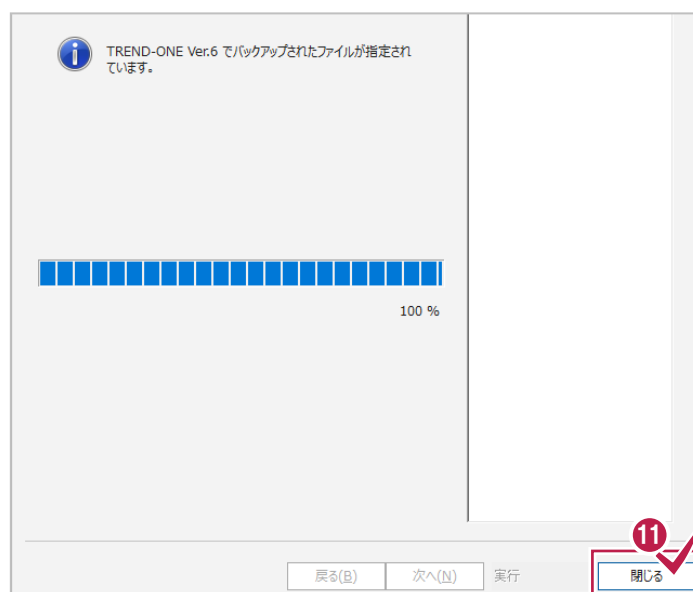 TREND-ONE Ver.6 でバックアップされたファイルが指定され
ています。
100 %
11
戻る(B)
次へ(N)
実行
閉じる